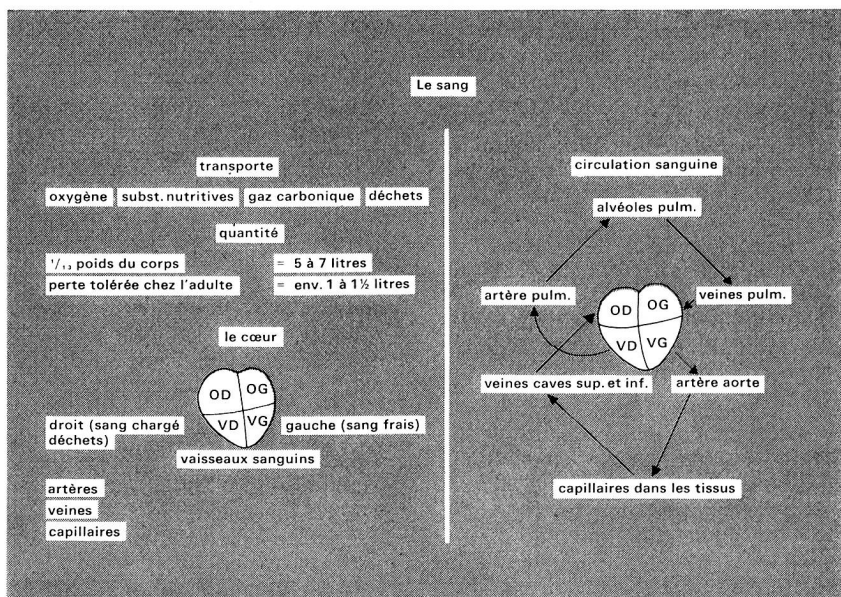 Le sang
transporte
oxygène subst. nutritives gaz carbonique déchets
quantité
1/13 poids du corps = 5 à 7 litres
perte tolérée chez l'adulte = env. 1 à 1½ litres
le cœur
OD OG
VD VG
droit (sang chargé
déchets)
gauche (sang frais)
vaisseaux sanguins
artères
veines
capillaires
circulation sanguine
alvéoles pulm.
artère pulm.
veines pulm.
OD OG
VD VG
veines caves sup. et inf.
artère aorte
capillaires dans les tissus